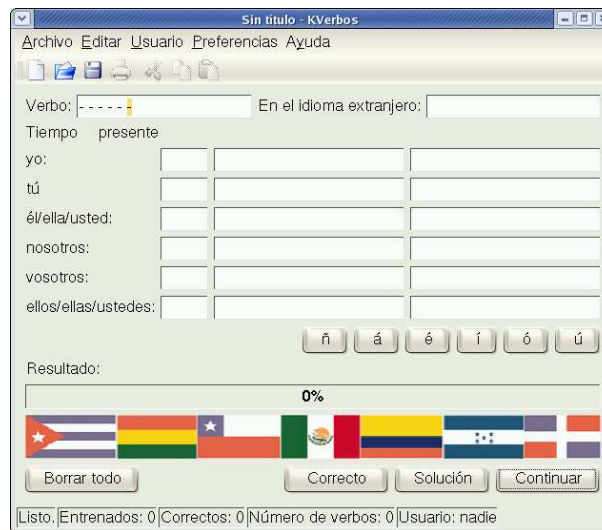 Sin titulo - KVerbos
Archivo Editar Usuario Preferencias Ayuda
Verbo: - - - - - - En el idioma extranjero:
Tiempo presente
yo:
tú
él/ella/usted:
nosotros:
vosotros:
ellos/ellas/ustedes:
ñ á é í ó ú
Resultado:
0%
Borrar todo Correcto Solución Continuar
Listo. Entrenados: 0 Correctos: 0 Número de verbos: 0 Usuario: nadie